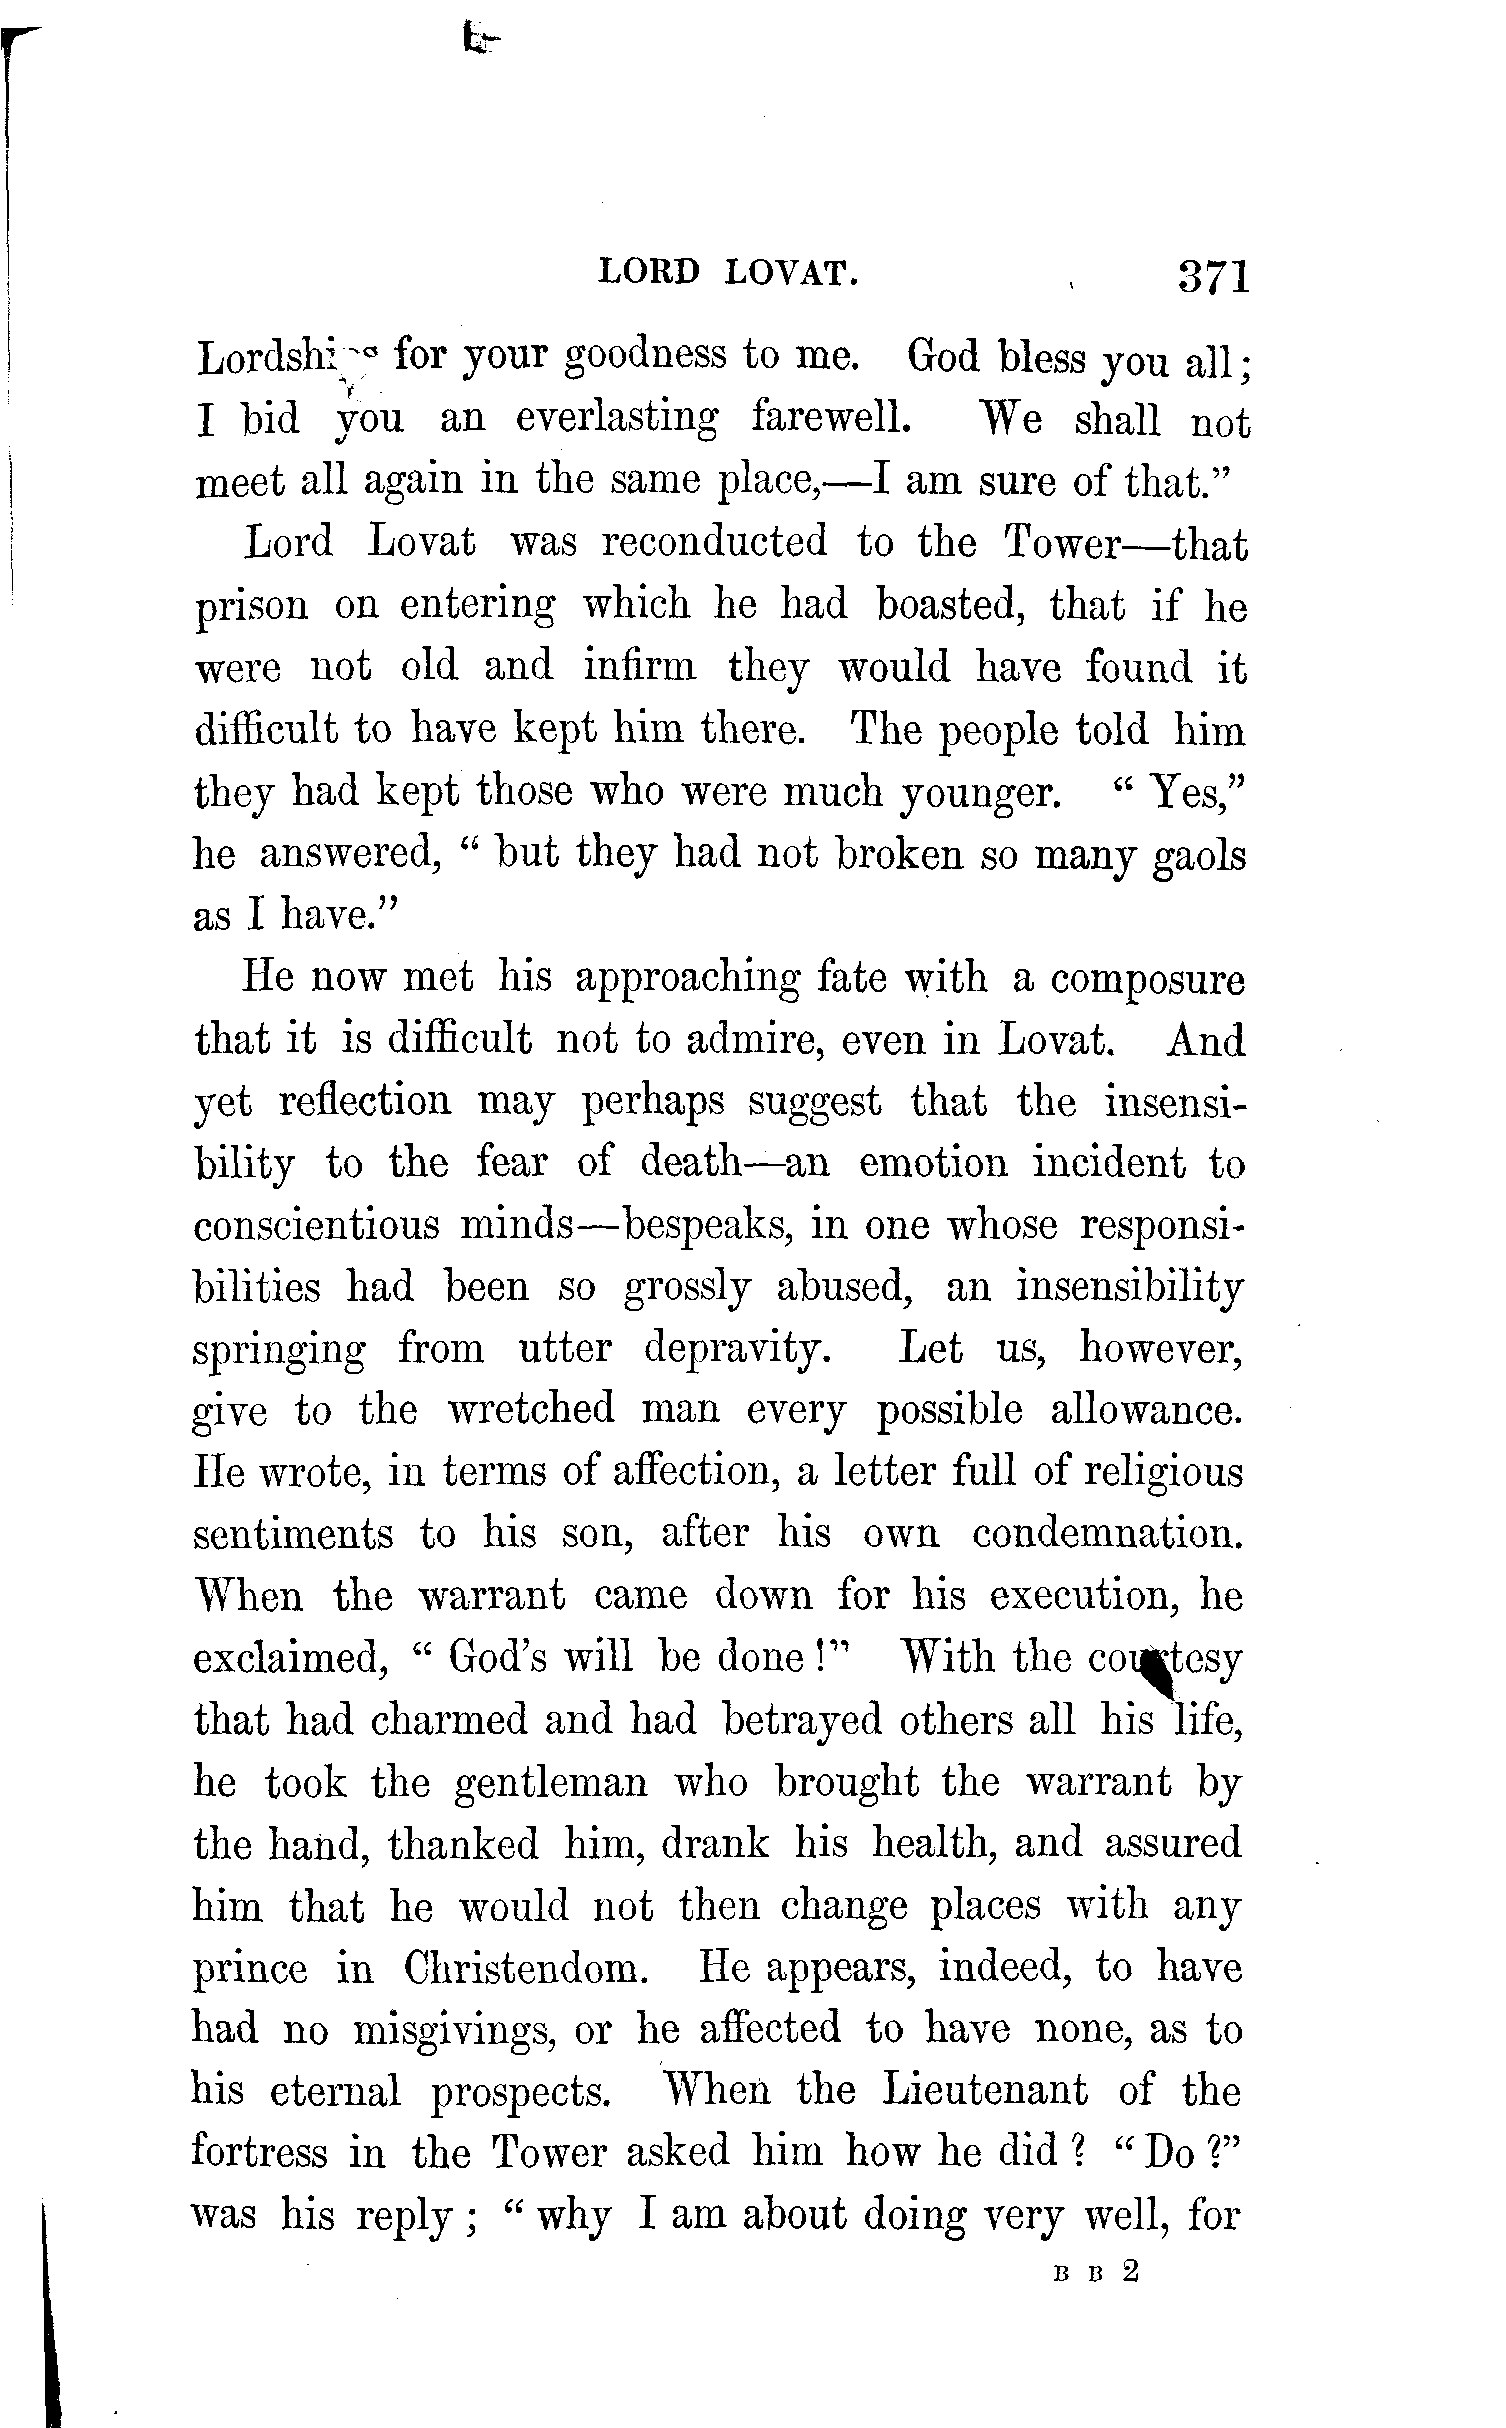 LORD LOVAT. 371
Lordships for your goodness to me. God bless you all;
I bid you an everlasting farewell. We shall not
meet all again in the same place,—I am sure of that."
Lord Lovat was reconducted to the Tower—that
prison on entering which he had boasted, that if he
were not old and infirm they would have found it
difficult to have kept him there. The people told him
they had kept those who were much younger. " Yes,"
he answered, " but they had not broken so many gaols
as I have."
He now met his approaching fate with a composure
that it is difficult not to admire, even in Lovat. And
yet reflection may perhaps suggest that the insensi-
bility to the fear of death—an emotion incident to
conscientious minds—bespeaks, in one whose responsi-
bilities had been so grossly abused, an insensibility
springing from utter depravity. Let us, however,
give to the wretched man every possible allowance.
He wrote, in terms of affection, a letter full of religious
sentiments to his son, after his own condemnation.
When the warrant came down for his execution, he
exclaimed, " God's will be done !" With the courtesy
that had charmed and had betrayed others all his life,
he took the gentleman who brought the warrant by
the hand, thanked him, drank his health, and assured
him that he would not then change places with any
prince in Christendom. He appears, indeed, to have
had no misgivings, or he affected to have none, as to
his eternal prospects. When the Lieutenant of the
fortress in the Tower asked him how he did ? " Do ?"
was his reply ; " why I am about doing very well, for
B B 2